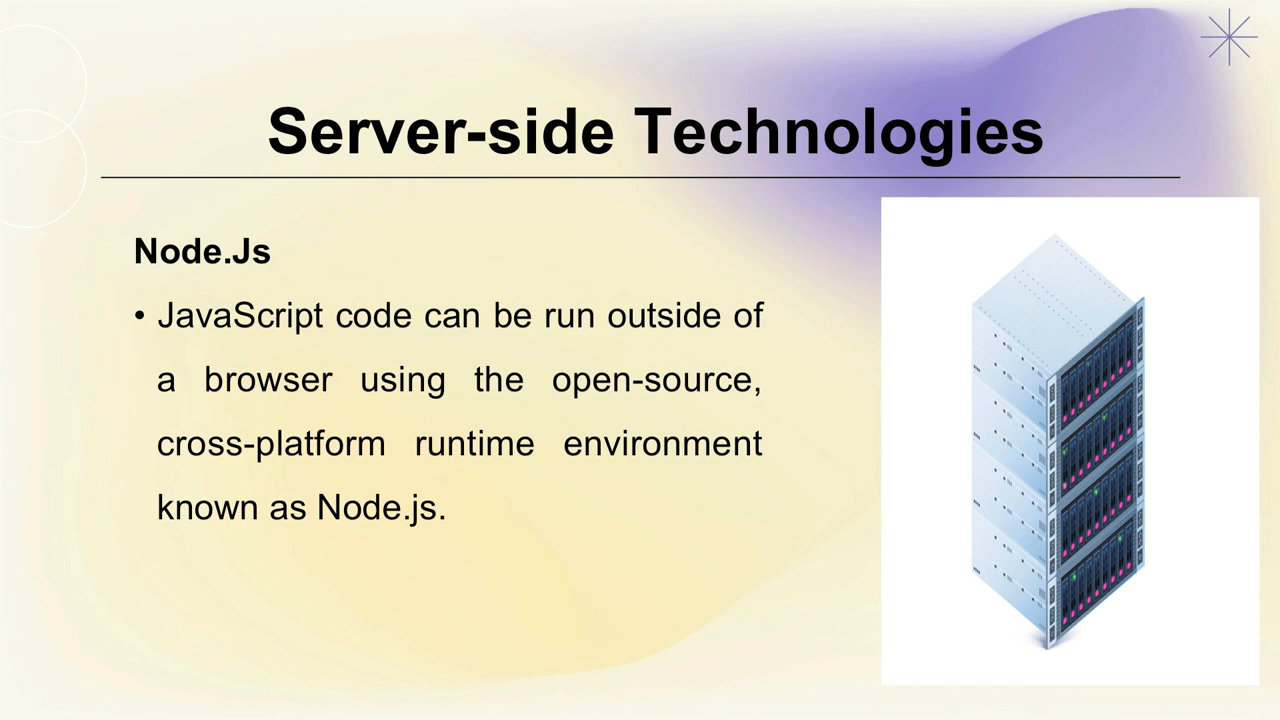 Server-side Technologies
Node.Js
• JavaScript code can be run outside of
a browser using the open-source,
cross-platform runtime environment
known as Node.js.